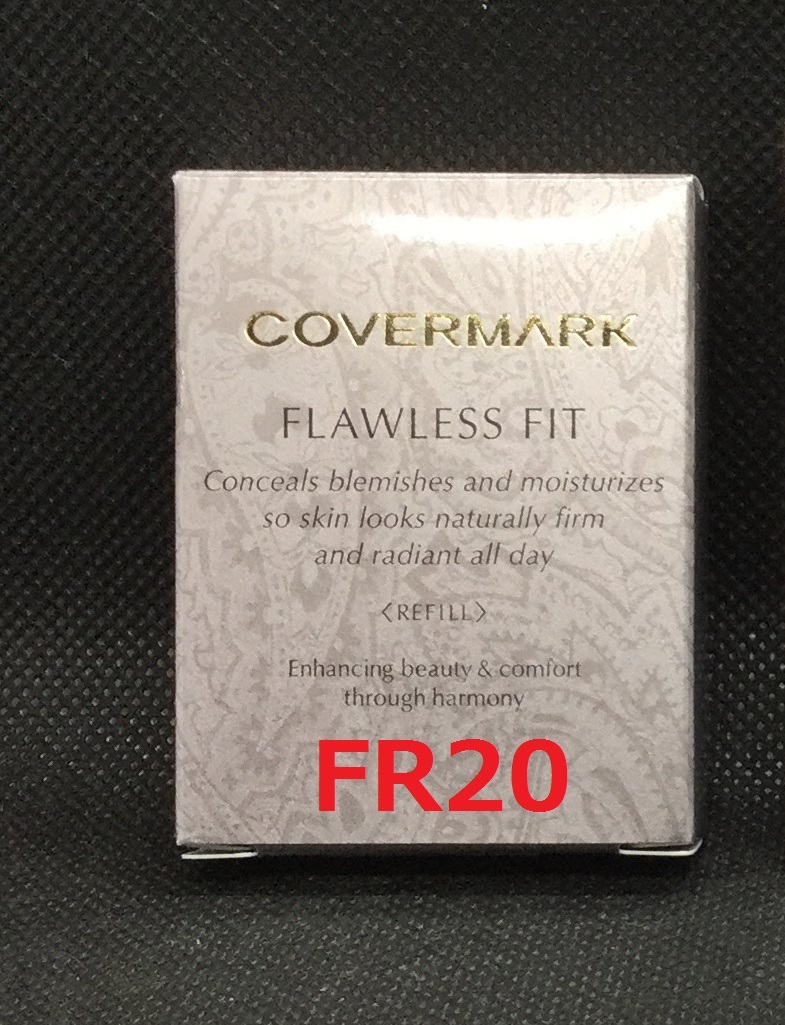 COVERMARK
FLAWLESS FIT
Conceals blemishes and moisturizes
so skin looks naturally firm
and radiant all day
〈REFILL〉
Enhancing beauty & comfort
through harmony
FR20